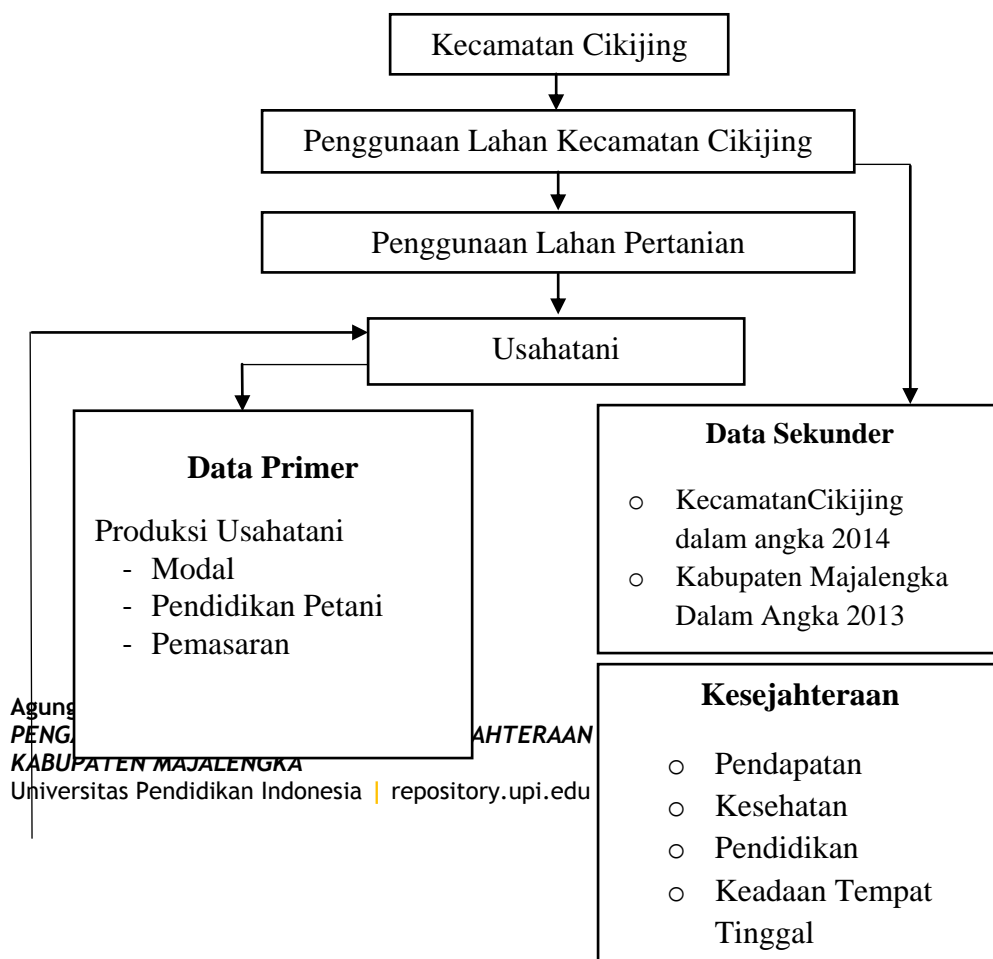 Kecamatan Cikijing
Penggunaan Lahan Kecamatan Cikijing
Penggunaan Lahan Pertanian
Usahatani
Data Primer
Produksi Usahatani
- Modal
- Pendidikan Petani
- Pemasaran
Data Sekunder
o KecamatanCikijing
dalam angka 2014
o Kabupaten Majalengka
Dalam Angka 2013
Kesejahteraan
o Pendapatan
o Kesehatan
o Pendidikan
o Keadaan Tempat
Tinggal
Agung
KABUPATEN MAJALENGKA
Universitas Pendidikan Indonesia | repository.upi.edu